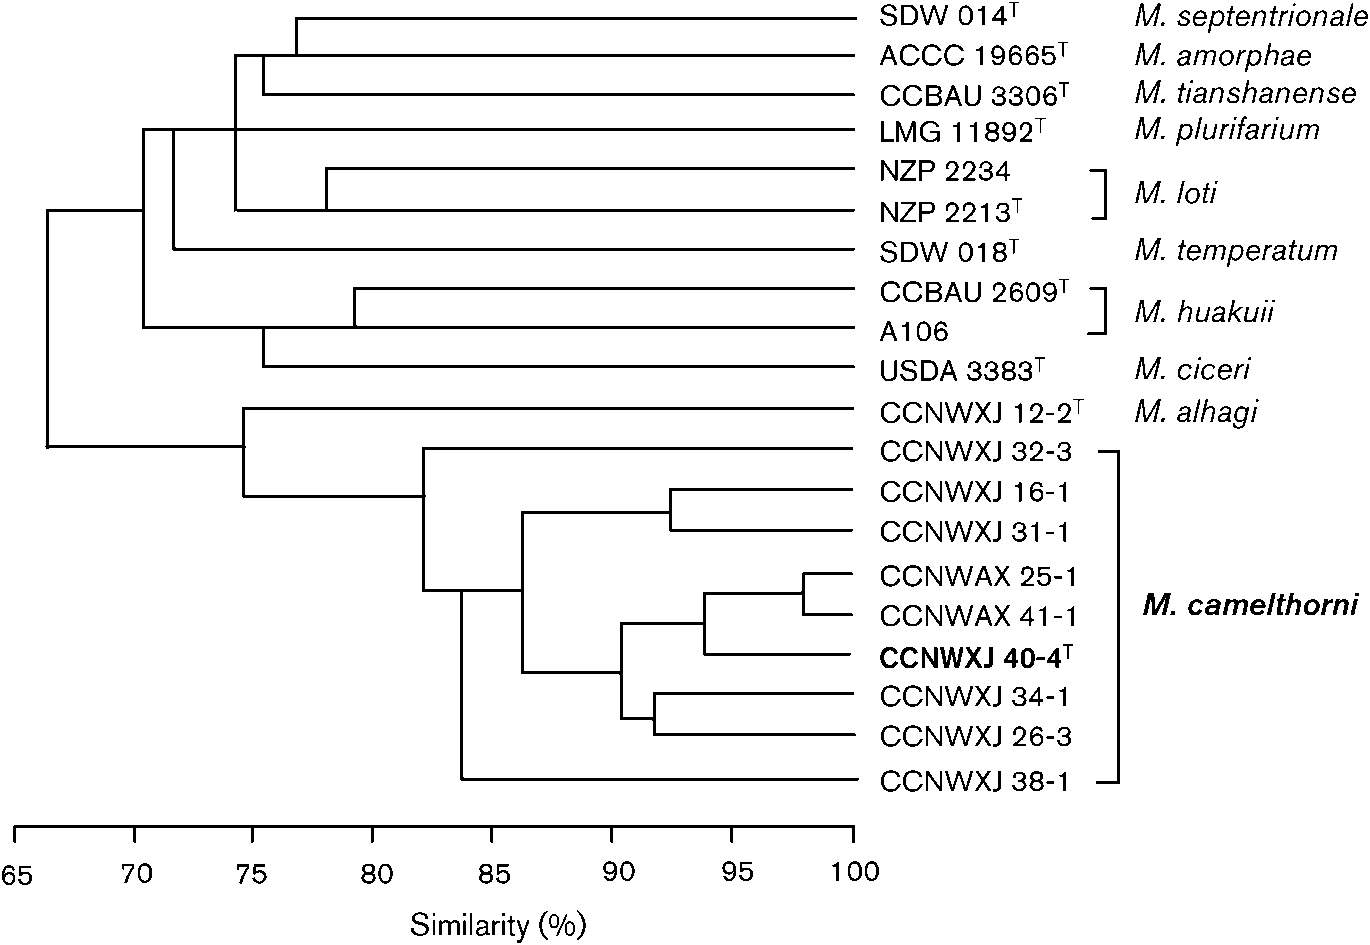 SDW 014ᵀ M. septentrionale
ACCC 19665ᵀ M. amorphae
CCBAU 3306ᵀ M. tianshanense
LMG 11892ᵀ M. plurifarium
NZP 2234
M. loti
NZP 2213ᵀ
SDW 018ᵀ M. temperatum
CCBAU 2609ᵀ
M. huakuii
A106
USDA 3383ᵀ M. ciceri
CCNWXJ 12-2ᵀ M. alhagi
CCNWXJ 32-3
CCNWXJ 16-1
CCNWXJ 31-1
CCNWAX 25-1
M. camelthorni
CCNWAX 41-1
CCNWXJ 40-4ᵀ
CCNWXJ 34-1
CCNWXJ 26-3
CCNWXJ 38-1
65 70 75 80 85 90 95 100
Similarity (%)